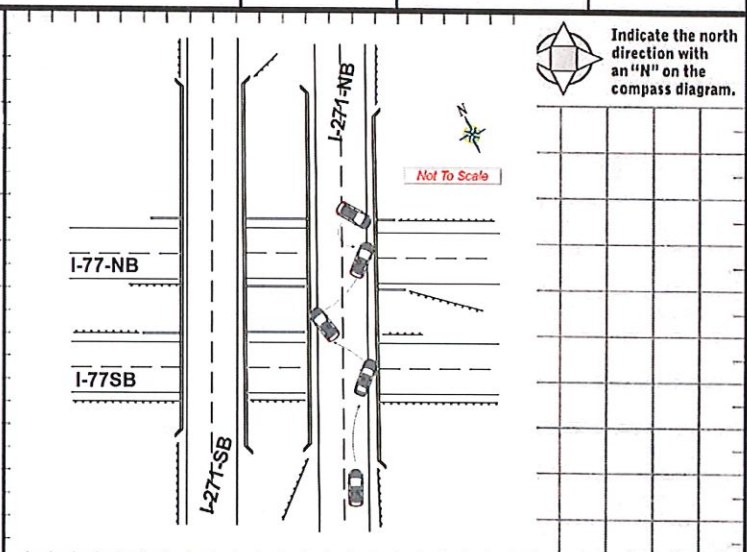 Indicate the north
direction with
an "N" on the
compass diagram.
I-271-NB
N
Not To Scale
I-77-NB
I-77SB
I-271-SB